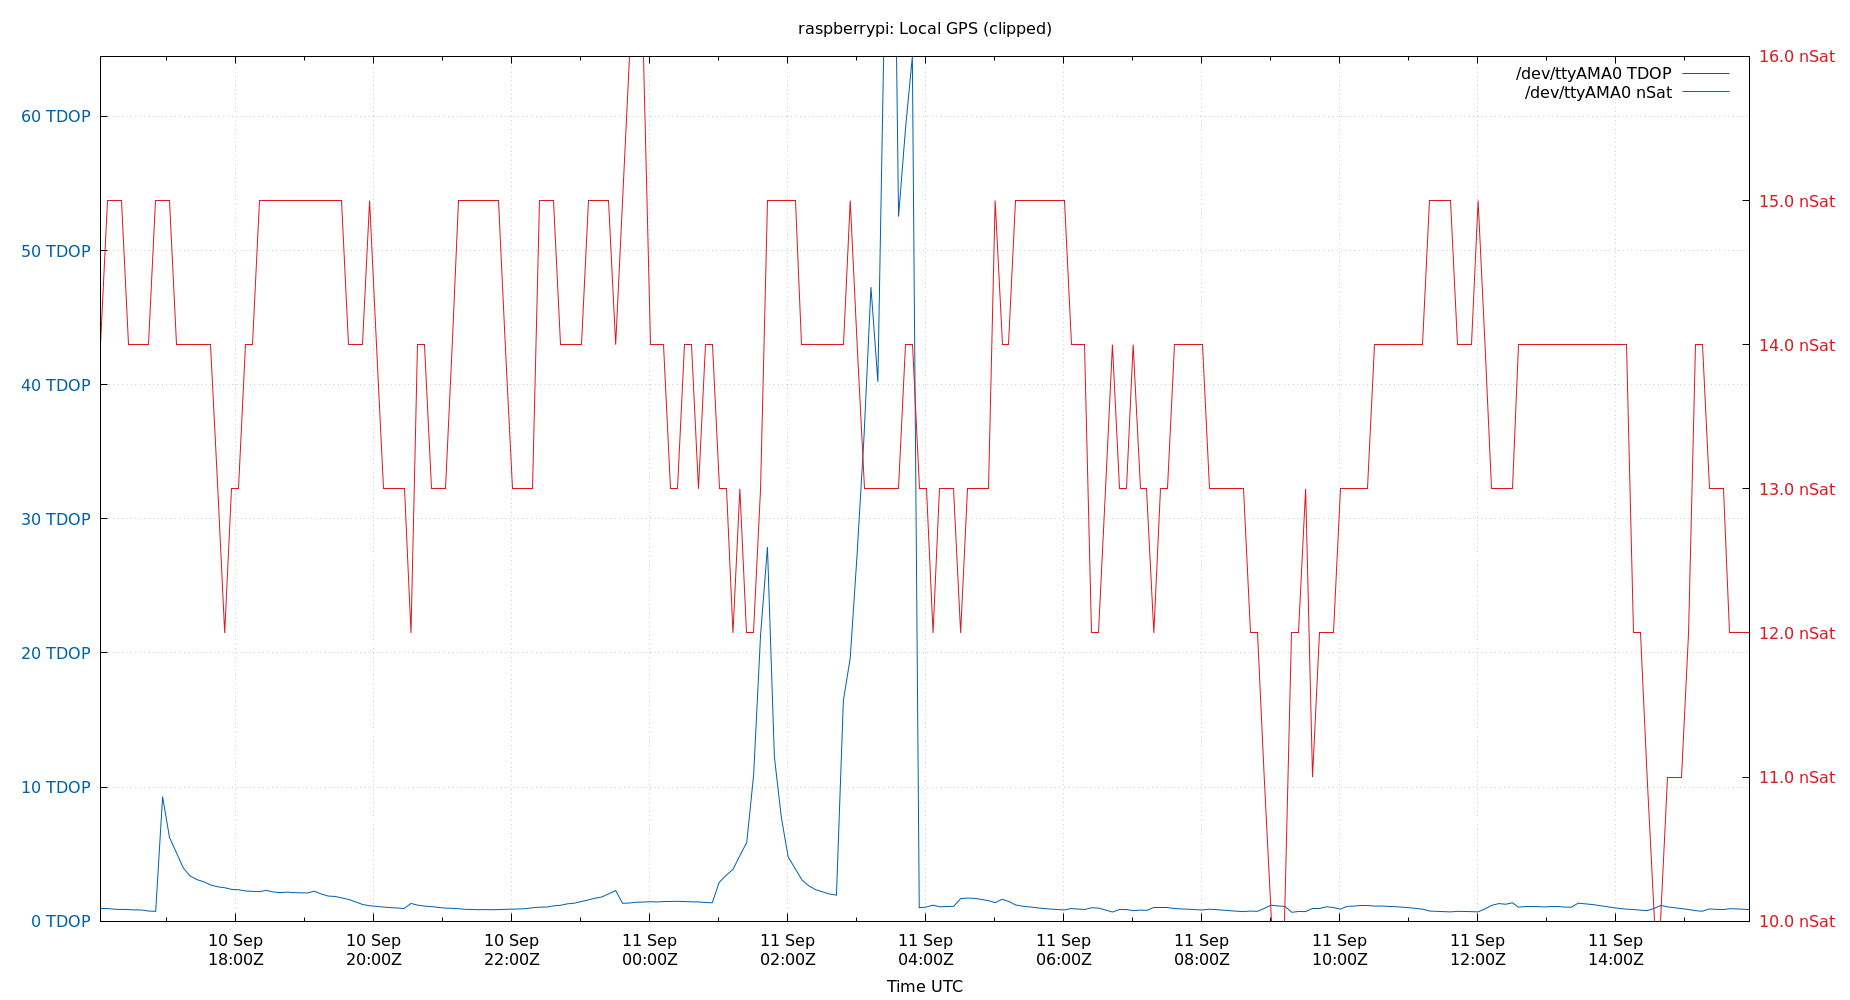 raspberrypi: Local GPS (clipped)
/dev/ttyAMA0 TDOP
/dev/ttyAMA0 nSat
60 TDOP
50 TDOP
40 TDOP
30 TDOP
20 TDOP
10 TDOP
0 TDOP
16.0 nSat
15.0 nSat
14.0 nSat
13.0 nSat
12.0 nSat
11.0 nSat
10.0 nSat
10 Sep
18:00Z
10 Sep
20:00Z
10 Sep
22:00Z
11 Sep
00:00Z
11 Sep
02:00Z
11 Sep
04:00Z
11 Sep
06:00Z
11 Sep
08:00Z
11 Sep
10:00Z
11 Sep
12:00Z
11 Sep
14:00Z
Time UTC